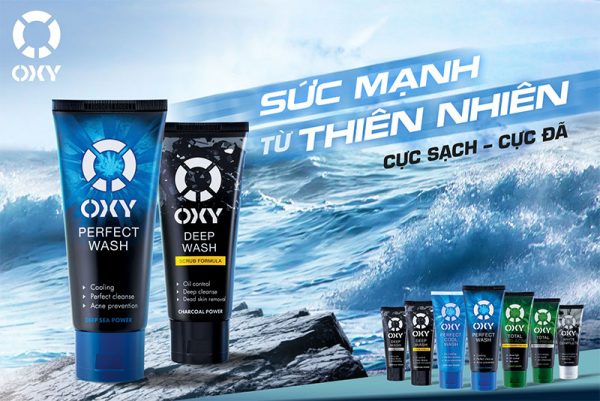 OXY
SỨC MẠNH
TỪ THIÊN NHIÊN
CỰC SẠCH – CỰC ĐÃ
OXY
PERFECT
WASH
Cooling
Perfect cleanse
Acne prevention
DEEP SEA POWER
OXY
DEEP
WASH
SCRUB FORMULA
Oil control
Deep cleanse
Dead skin removal
CHARCOAL POWER
OXY
DEEP
WASH
OXY
DEEP
WASH
OXY
PERFECT
COOL
WASH
OXY
PERFECT
WASH
OXY
TOTAL
OXY
TOTAL
OXY
WHITE